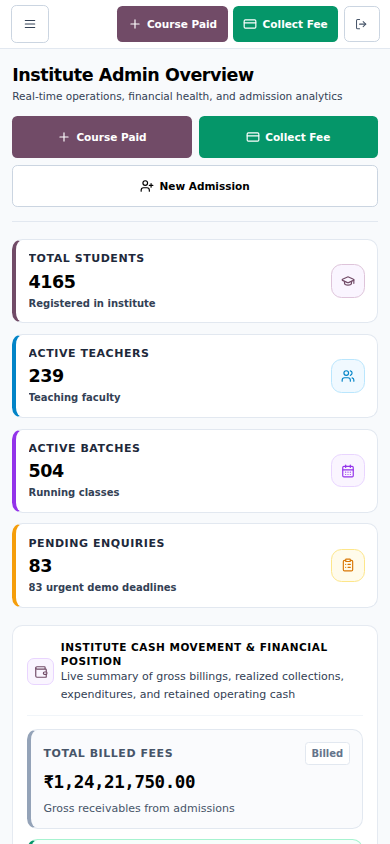 Course Paid
Collect Fee
Institute Admin Overview
Real-time operations, financial health, and admission analytics
Course Paid
Collect Fee
New Admission
TOTAL STUDENTS
4165
Registered in institute
ACTIVE TEACHERS
239
Teaching faculty
ACTIVE BATCHES
504
Running classes
PENDING ENQUIRIES
83
83 urgent demo deadlines
INSTITUTE CASH MOVEMENT & FINANCIAL
POSITION
Live summary of gross billings, realized collections,
expenditures, and retained operating cash
TOTAL BILLED FEES
Billed
₹1,24,21,750.00
Gross receivables from admissions